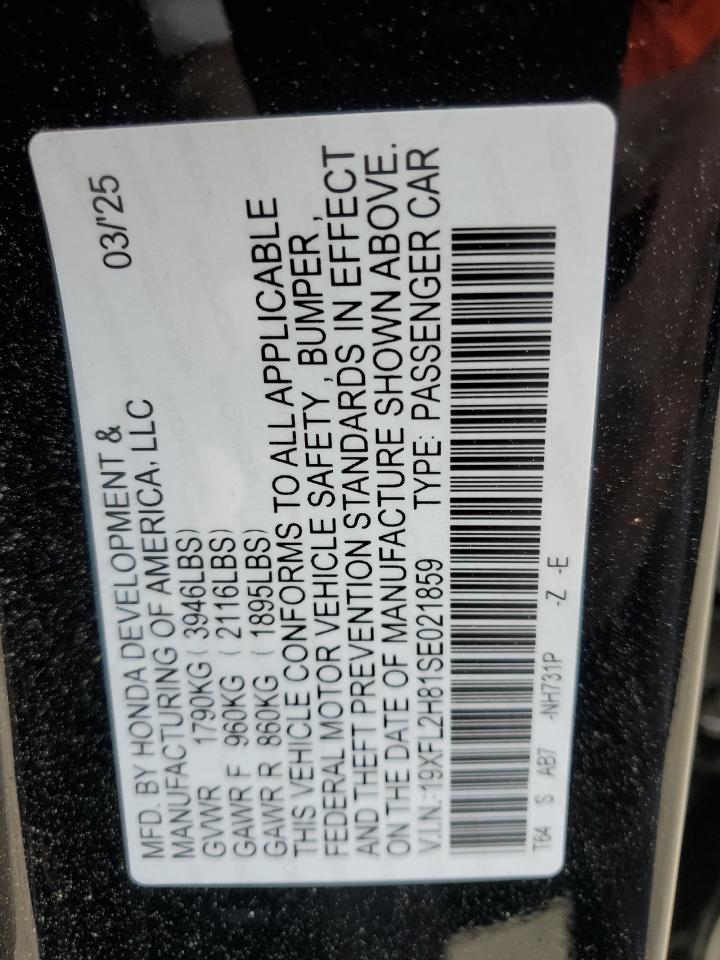 MFD. BY HONDA DEVELOPMENT &
MANUFACTURING OF AMERICA, LLC 03/'25
GVWR 1790KG ( 3946LBS)
GAWR F 960KG ( 2116LBS)
GAWR R 860KG ( 1895LBS)
THIS VEHICLE CONFORMS TO ALL APPLICABLE
FEDERAL MOTOR VEHICLE SAFETY , BUMPER ,
AND THEFT PREVENTION STANDARDS IN EFFECT
ON THE DATE OF MANUFACTURE SHOWN ABOVE.
V.I.N.: 19XFL2H81SE021859 TYPE: PASSENGER CAR
T64 S AB7 -NH731P -Z -E